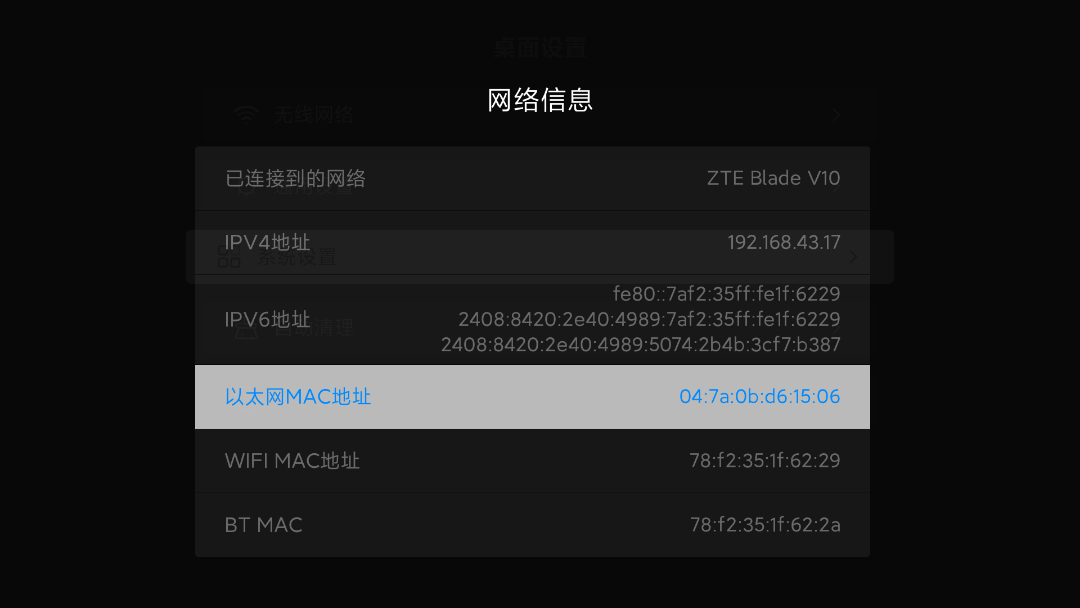 桌面设置
网络信息
无线网络
已连接到的网络 ZTE Blade V10
IPV4地址 192.168.43.17
系统设置
fe80::7af2:35ff:fe1f:6229
IPV6地址 2408:8420:2e40:4989:7af2:35ff:fe1f:6229
2408:8420:2e40:4989:5074:2b4b:3cf7:b387
以太网MAC地址 04:7a:0b:d6:15:06
WIFI MAC地址 78:f2:35:1f:62:29
BT MAC 78:f2:35:1f:62:2a